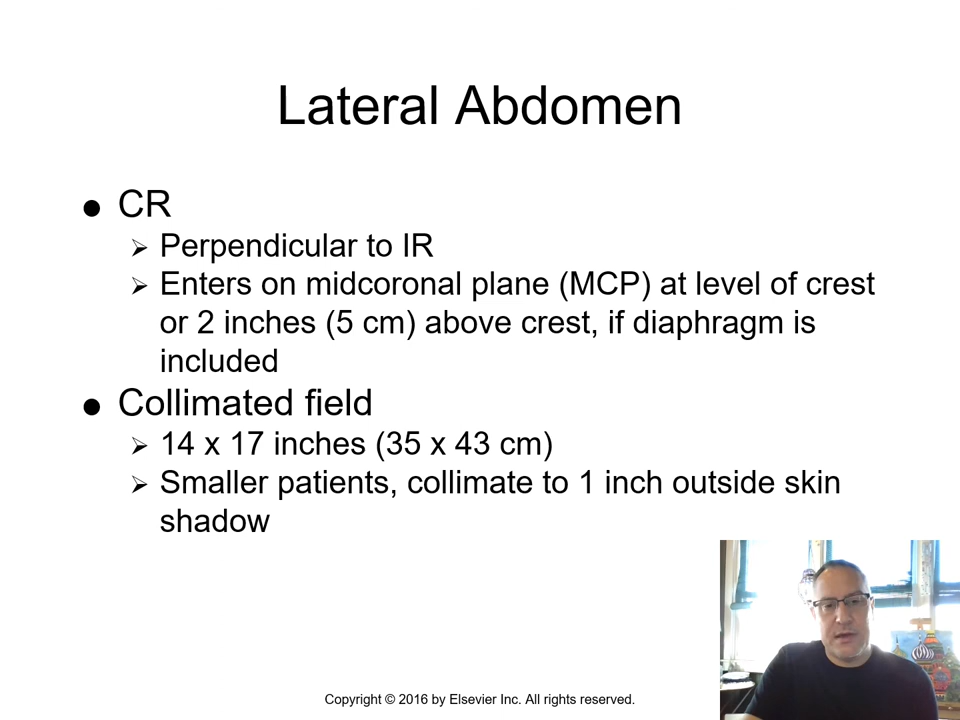 Lateral Abdomen
● CR
➢ Perpendicular to IR
➢ Enters on midcoronal plane (MCP) at level of crest
or 2 inches (5 cm) above crest, if diaphragm is
included
● Collimated field
➢ 14 x 17 inches (35 x 43 cm)
➢ Smaller patients, collimate to 1 inch outside skin
shadow
Copyright © 2016 by Elsevier Inc. All rights reserved.